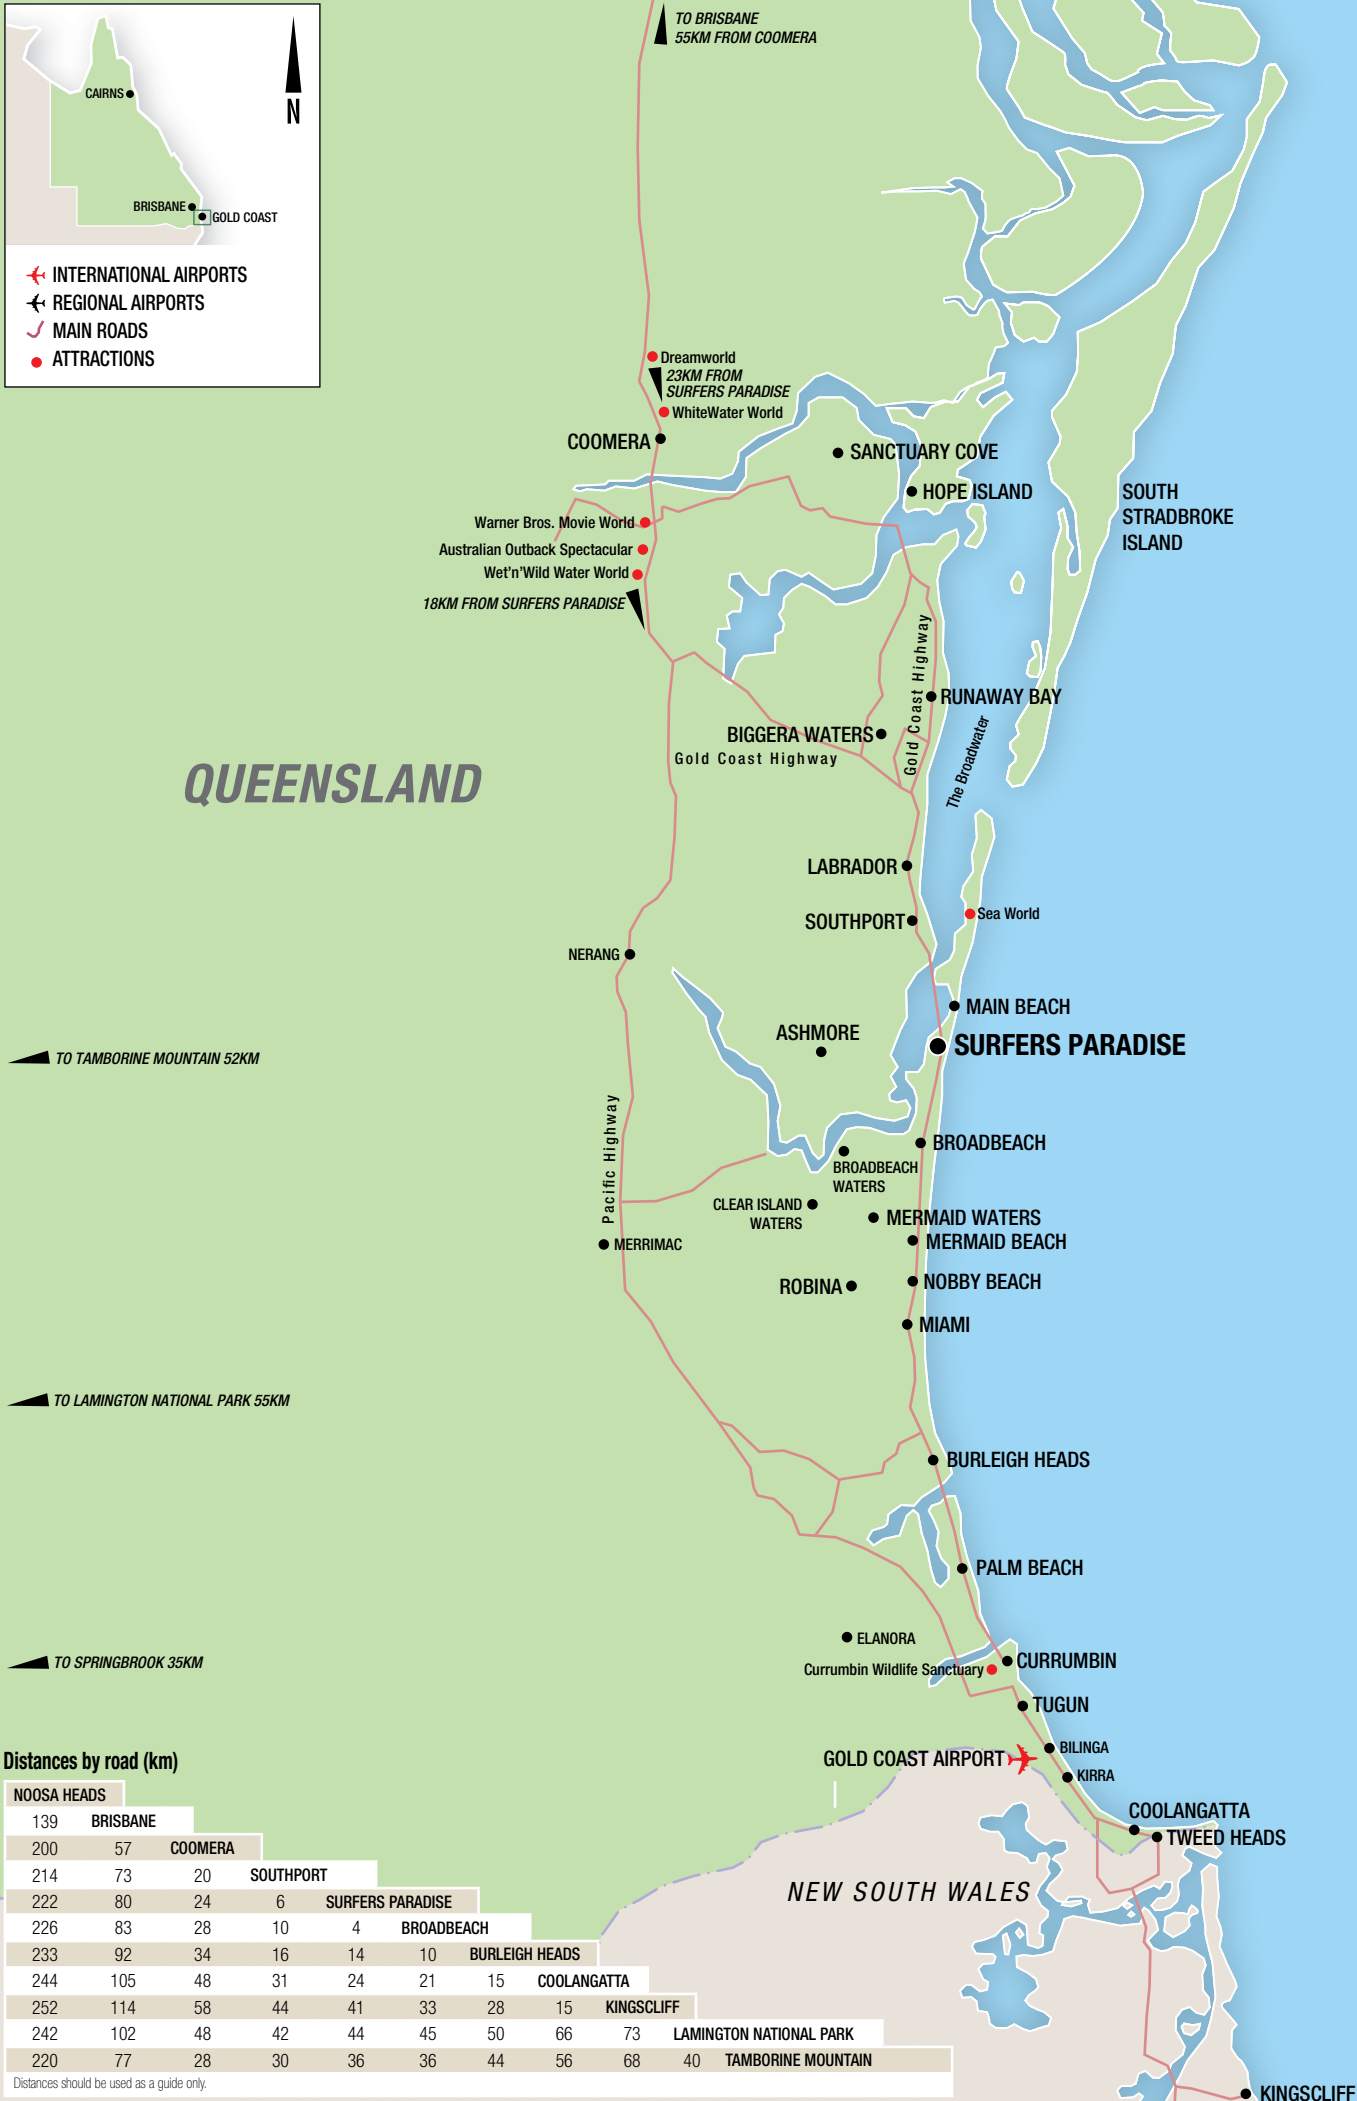 TO BRISBANE
55KM FROM COOMERA
N
CAIRNS
BRISBANE
GOLD COAST
INTERNATIONAL AIRPORTS
REGIONAL AIRPORTS
MAIN ROADS
ATTRACTIONS
Dreamworld
23KM FROM
SURFERS PARADISE
WhiteWater World
COOMERA
SANCTUARY COVE
HOPE ISLAND
SOUTH
STRADBROKE
ISLAND
Warner Bros. Movie World
Australian Outback Spectacular
Wet'n'Wild Water World
18KM FROM SURFERS PARADISE
Gold Coast Highway
RUNAWAY BAY
BIGGERA WATERS
Gold Coast Highway
The Broadwater
QUEENSLAND
LABRADOR
SOUTHPORT
Sea World
NERANG
MAIN BEACH
ASHMORE
SURFERS PARADISE
TO TAMBORINE MOUNTAIN 52KM
Pacific Highway
BROADBEACH
BROADBEACH
WATERS
CLEAR ISLAND
WATERS
MERMAID WATERS
MERMAID BEACH
MERRIMAC
ROBINA
NOBBY BEACH
MIAMI
TO LAMINGTON NATIONAL PARK 55KM
BURLEIGH HEADS
PALM BEACH
ELANORA
CURRUMBIN
Currumbin Wildlife Sanctuary
TO SPRINGBROOK 35KM
TUGUN
GOLD COAST AIRPORT
BILINGA
KIRRA
COOLANGATTA
TWEED HEADS
NEW SOUTH WALES
KINGSCLIFF
Distances by road (km)
NOOSA HEADS
139 BRISBANE
200 57 COOMERA
214 73 20 SOUTHPORT
222 80 24 6 SURFERS PARADISE
226 83 28 10 4 BROADBEACH
233 92 34 16 14 10 BURLEIGH HEADS
244 105 48 31 24 21 15 COOLANGATTA
252 114 58 44 41 33 28 15 KINGSCLIFF
242 102 48 42 44 45 50 66 73 LAMINGTON NATIONAL PARK
220 77 28 30 36 36 44 56 68 40 TAMBORINE MOUNTAIN
Distances should be used as a guide only.